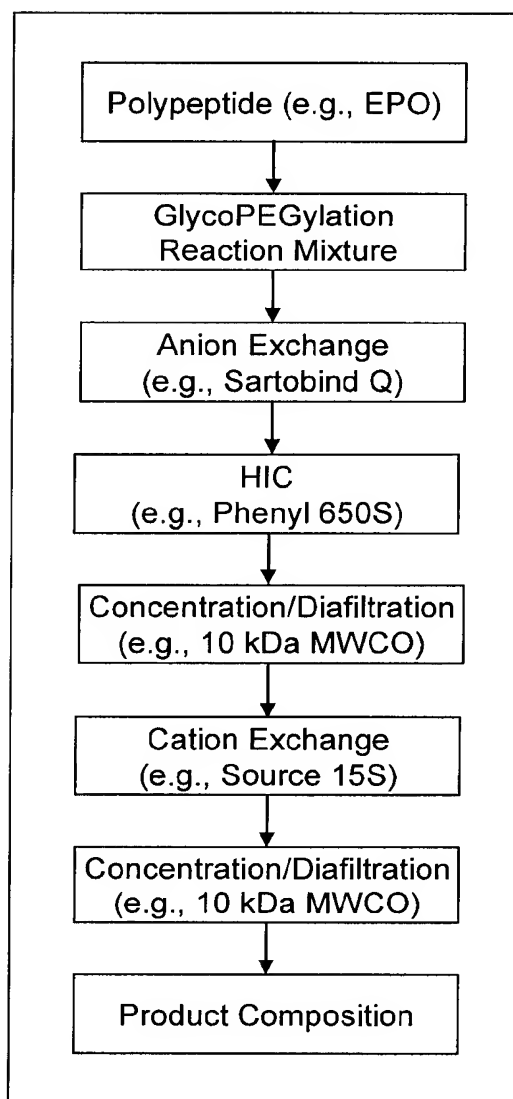 Polypeptide (e.g., EPO)
GlycoPEGylation
Reaction Mixture
Anion Exchange
(e.g., Sartobind Q)
HIC
(e.g., Phenyl 650S)
Concentration/Diafiltration
(e.g., 10 kDa MWCO)
Cation Exchange
(e.g., Source 15S)
Concentration/Diafiltration
(e.g., 10 kDa MWCO)
Product Composition